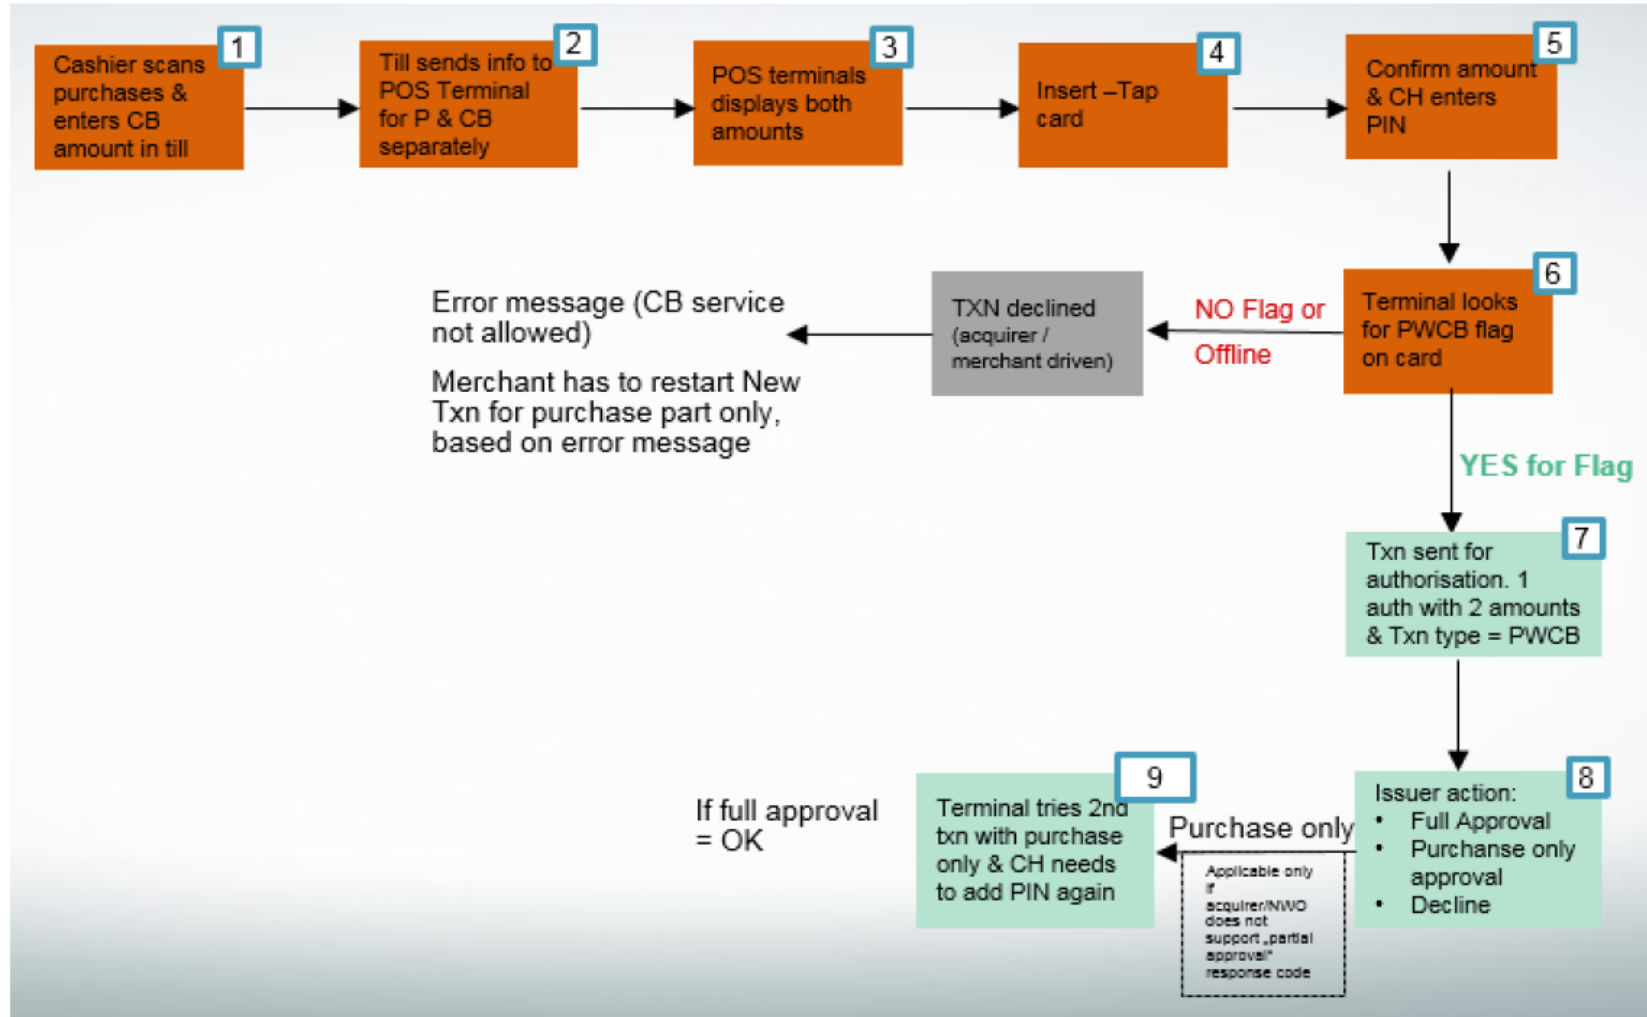 1
Cashier scans
purchases &
enters CB
amount in till
2
Till sends info to
POS Terminal
for P & CB
separately
3
POS terminals
displays both
amounts
4
Insert –Tap
card
5
Confirm amount
& CH enters
PIN
6
Terminal looks
for PWCB flag
on card
NO Flag or
Offline
TXN declined
(acquirer /
merchant driven)
Error message (CB service
not allowed)
Merchant has to restart New
Txn for purchase part only,
based on error message
YES for Flag
7
Txn sent for
authorisation. 1
auth with 2 amounts
& Txn type = PWCB
8
Issuer action:
• Full Approval
• Purchanse only
approval
• Decline
Purchase only
Applicable only
if
acquirer/NWO
does not
support „partial
approval“
response code
9
Terminal tries 2nd
txn with purchase
only & CH needs
to add PIN again
If full approval
= OK